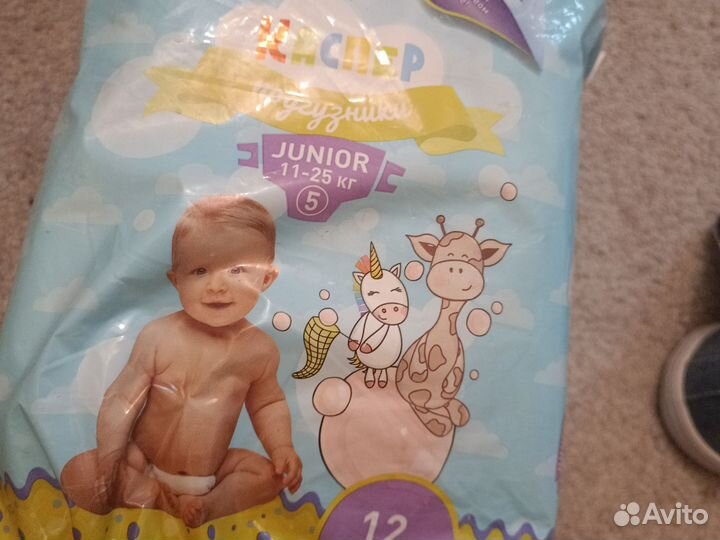 КАСПЕР
Подгузники
JUNIOR
11-25 кг
5
12
Avito